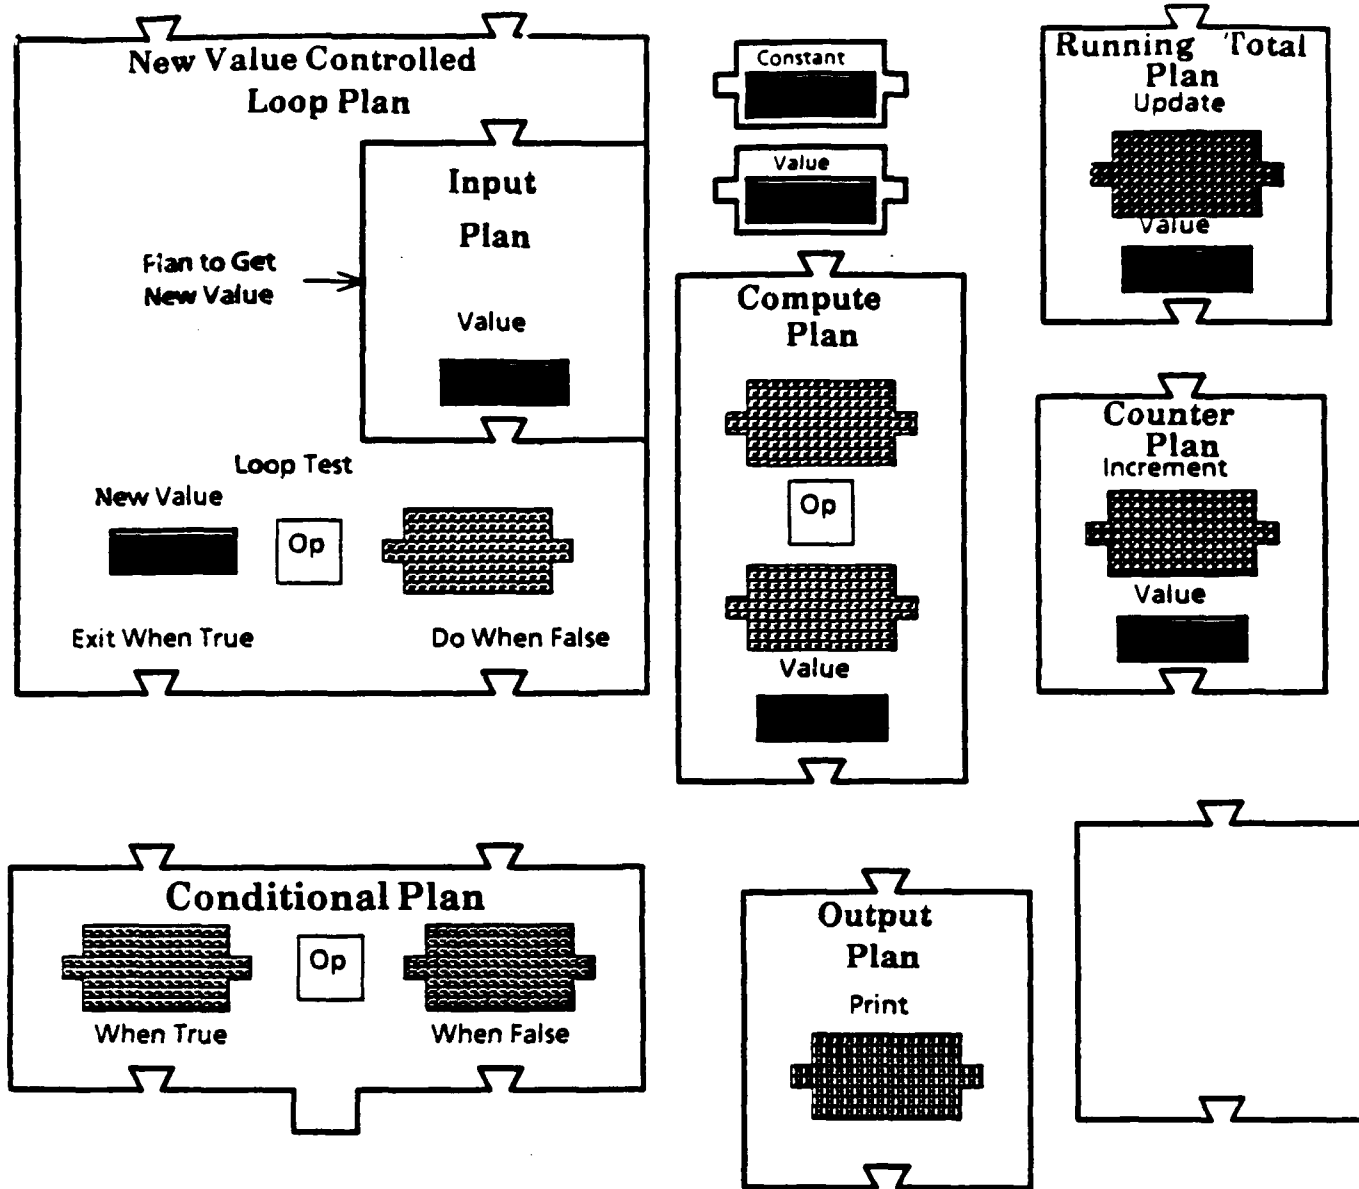 New Value Controlled
Loop Plan
Input
Plan
Plan to Get
New Value
Value
Loop Test
New Value
Op
Exit When True
Do When False
Constant
Value
Compute
Plan
Op
Value
Running Total
Plan
Update
Value
Counter
Plan
Increment
Value
Conditional Plan
Op
When True
When False
Output
Plan
Print